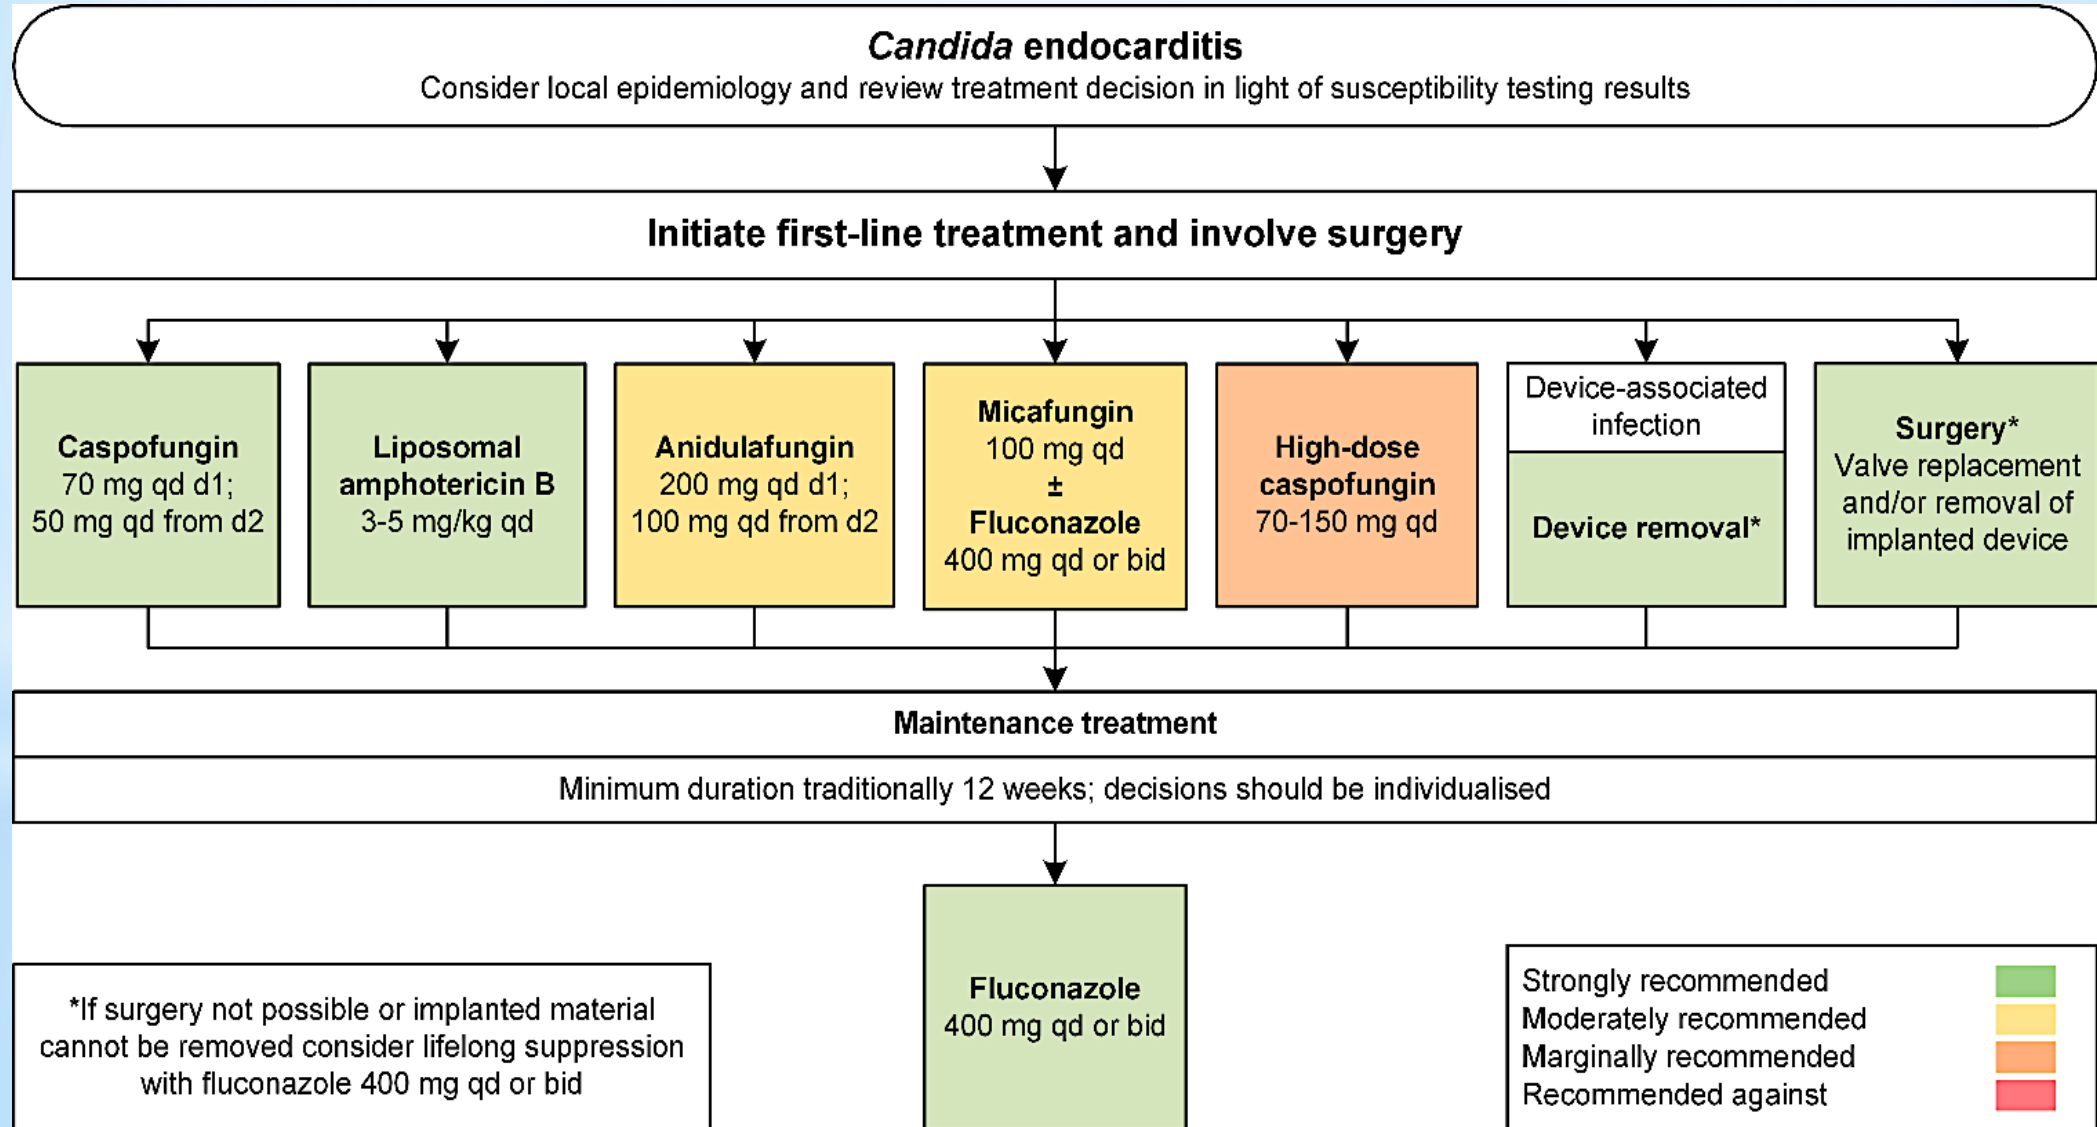 Candida endocarditis
Consider local epidemiology and review treatment decision in light of susceptibility testing results
Initiate first-line treatment and involve surgery
Caspofungin
70 mg qd d1;
50 mg qd from d2
Liposomal
amphotericin B
3-5 mg/kg qd
Anidulafungin
200 mg qd d1;
100 mg qd from d2
Micafungin
100 mg qd
±
Fluconazole
400 mg qd or bid
High-dose
caspofungin
70-150 mg qd
Device-associated
infection
Device removal*
Surgery*
Valve replacement
and/or removal of
implanted device
Maintenance treatment
Minimum duration traditionally 12 weeks; decisions should be individualised
Fluconazole
400 mg qd or bid
*If surgery not possible or implanted material
cannot be removed consider lifelong suppression
with fluconazole 400 mg qd or bid
Strongly recommended
Moderately recommended
Marginally recommended
Recommended against